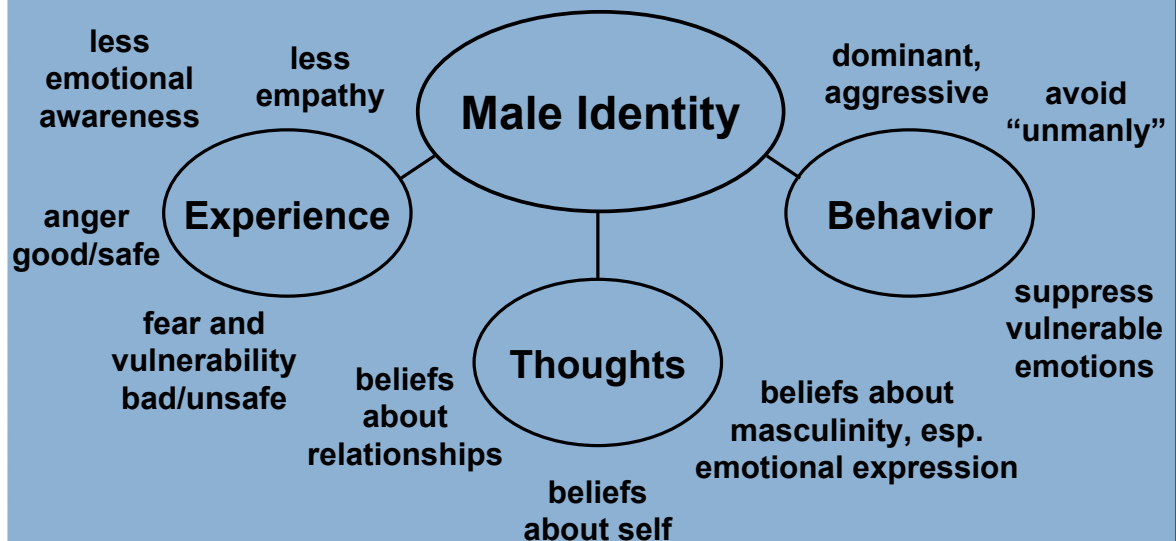 less
emotional
awareness
less
empathy
Male Identity
dominant,
aggressive
avoid
“unmanly”
anger
good/safe
Experience
Behavior
fear and
vulnerability
bad/unsafe
Thoughts
suppress
vulnerable
emotions
beliefs
about
relationships
beliefs
about self
beliefs about
masculinity, esp.
emotional expression